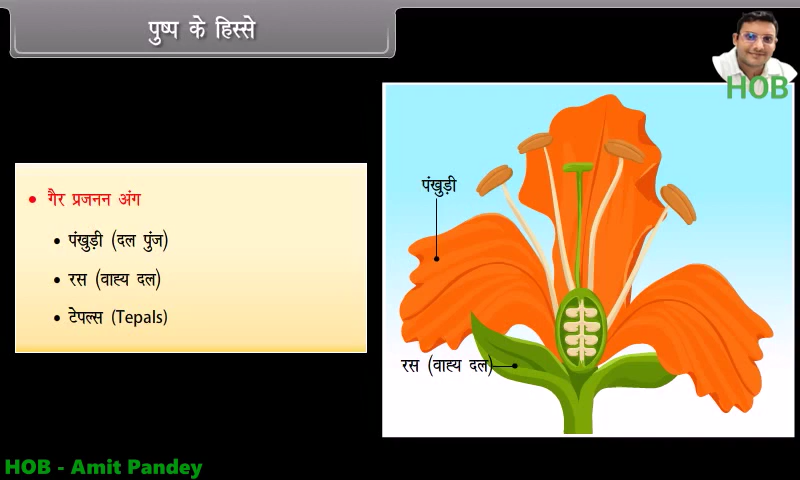 पुष्प के हिस्से
HOB
गैर प्रजनन अंग
पंखुड़ी (दल पुंज)
रस (वाह्य दल)
टेपल्स (Tepals)
पंखुड़ी
रस (वाह्य दल)
HOB - Amit Pandey